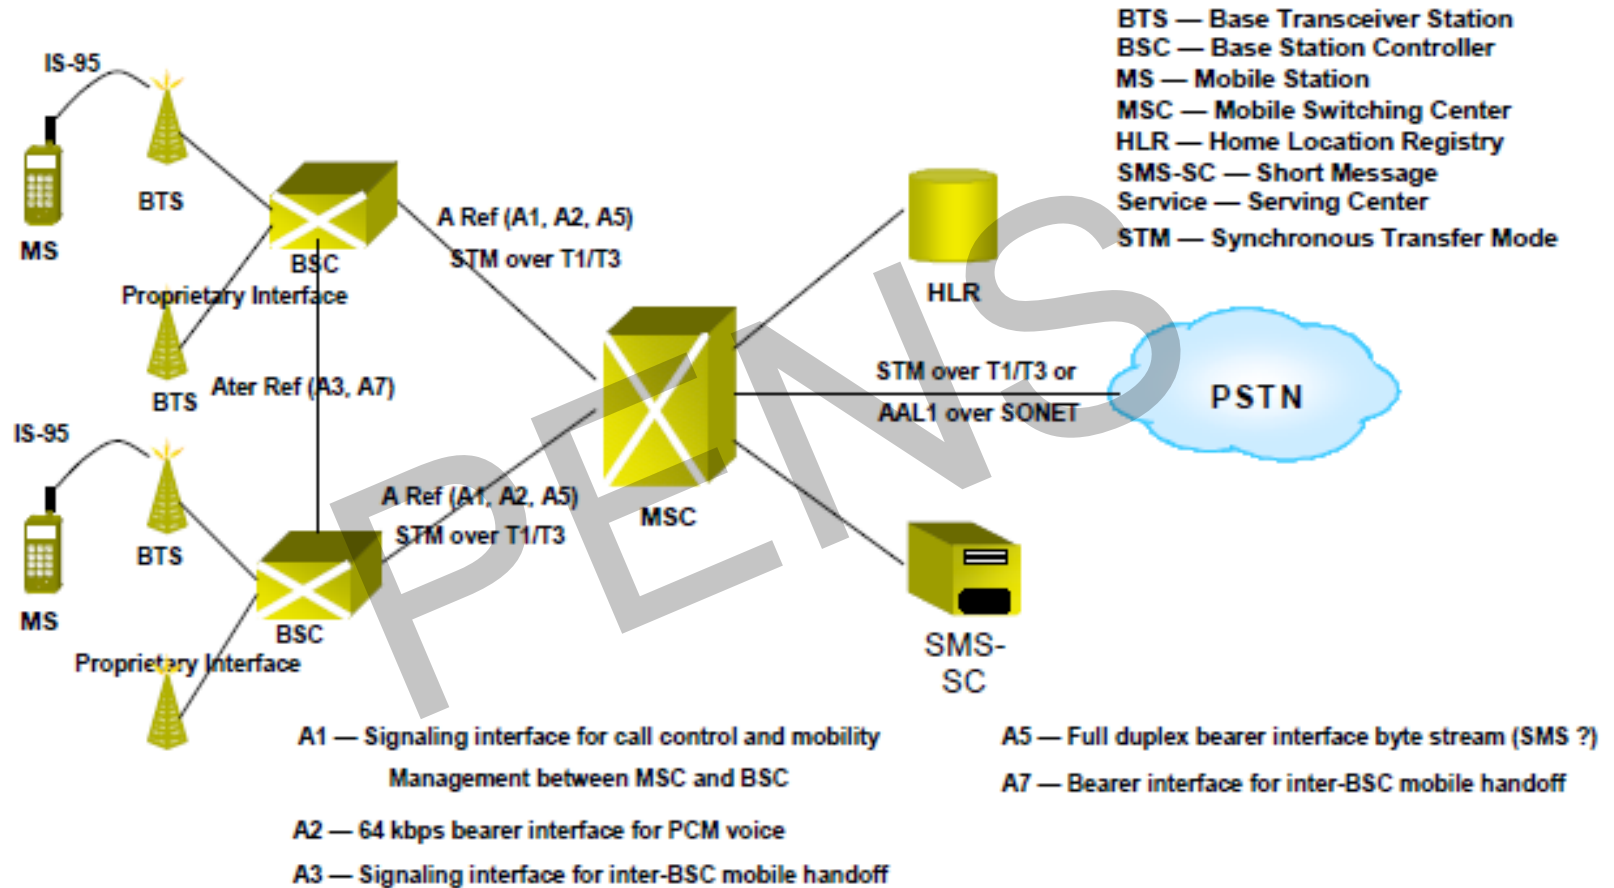 BTS — Base Transceiver Station
BSC — Base Station Controller
MS — Mobile Station
MSC — Mobile Switching Center
HLR — Home Location Registry
SMS-SC — Short Message
Service — Serving Center
STM — Synchronous Transfer Mode
IS-95
BTS
MS
BSC
A Ref (A1, A2, A5)
STM over T1/T3
Proprietary Interface
BTS
Ater Ref (A3, A7)
HLR
STM over T1/T3 or
AAL1 over SONET
PSTN
IS-95
BTS
MS
BSC
A Ref (A1, A2, A5)
STM over T1/T3
MSC
Proprietary Interface
SMS-
SC
PENS
A1 — Signaling interface for call control and mobility
Management between MSC and BSC
A2 — 64 kbps bearer interface for PCM voice
A3 — Signaling interface for inter-BSC mobile handoff
A5 — Full duplex bearer interface byte stream (SMS ?)
A7 — Bearer interface for inter-BSC mobile handoff